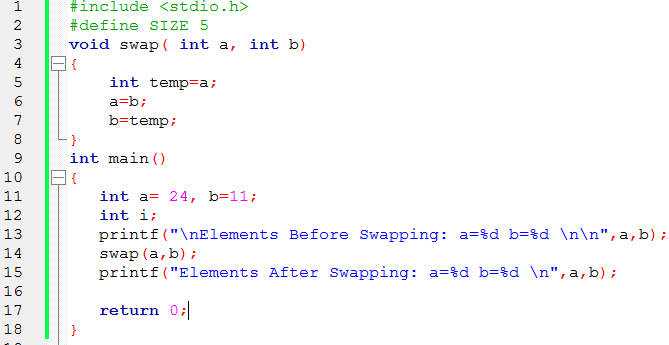 1 #include <stdio.h>
2 #define SIZE 5
3 void swap( int a, int b)
4 {
5 int temp=a;
6 a=b;
7 b=temp;
8 }
9 int main()
10 {
11 int a= 24, b=11;
12 int i;
13 printf("\nElements Before Swapping: a=%d b=%d \n\n",a,b);
14 swap(a,b);
15 printf("Elements After Swapping: a=%d b=%d \n",a,b);
16
17 return 0;
18 }